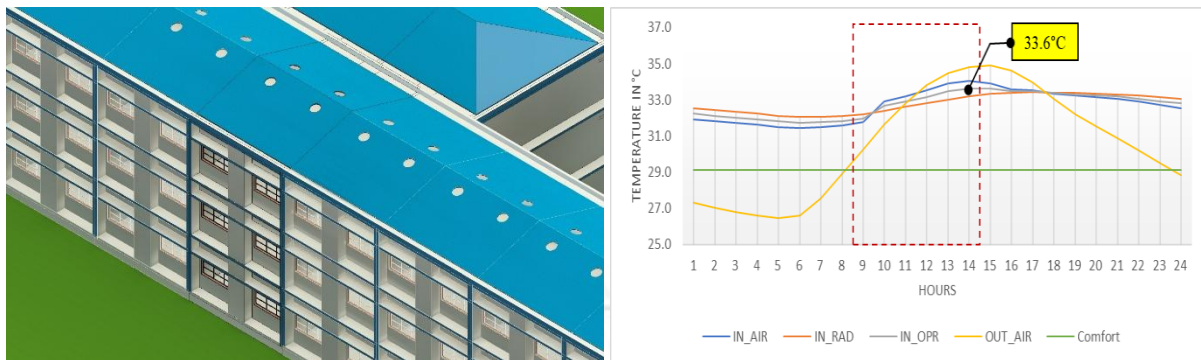 37.0
35.0
33.0
31.0
29.0
27.0
25.0
TEMPERATURE IN °C
33.6°C
1 2 3 4 5 6 7 8 9 10 11 12 13 14 15 16 17 18 19 20 21 22 23 24
HOURS
IN_AIR IN_RAD IN_OPR OUT_AIR Comfort